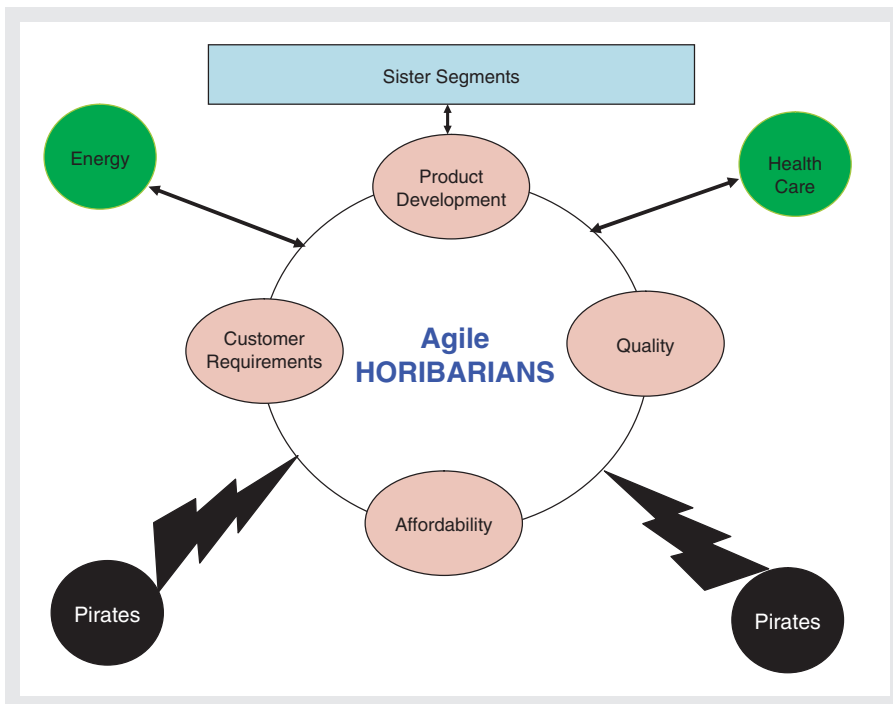 Sister Segments
Energy
Health
Care
Product
Development
Customer
Requirements
Agile
HORIBARIANS
Quality
Affordability
Pirates
Pirates